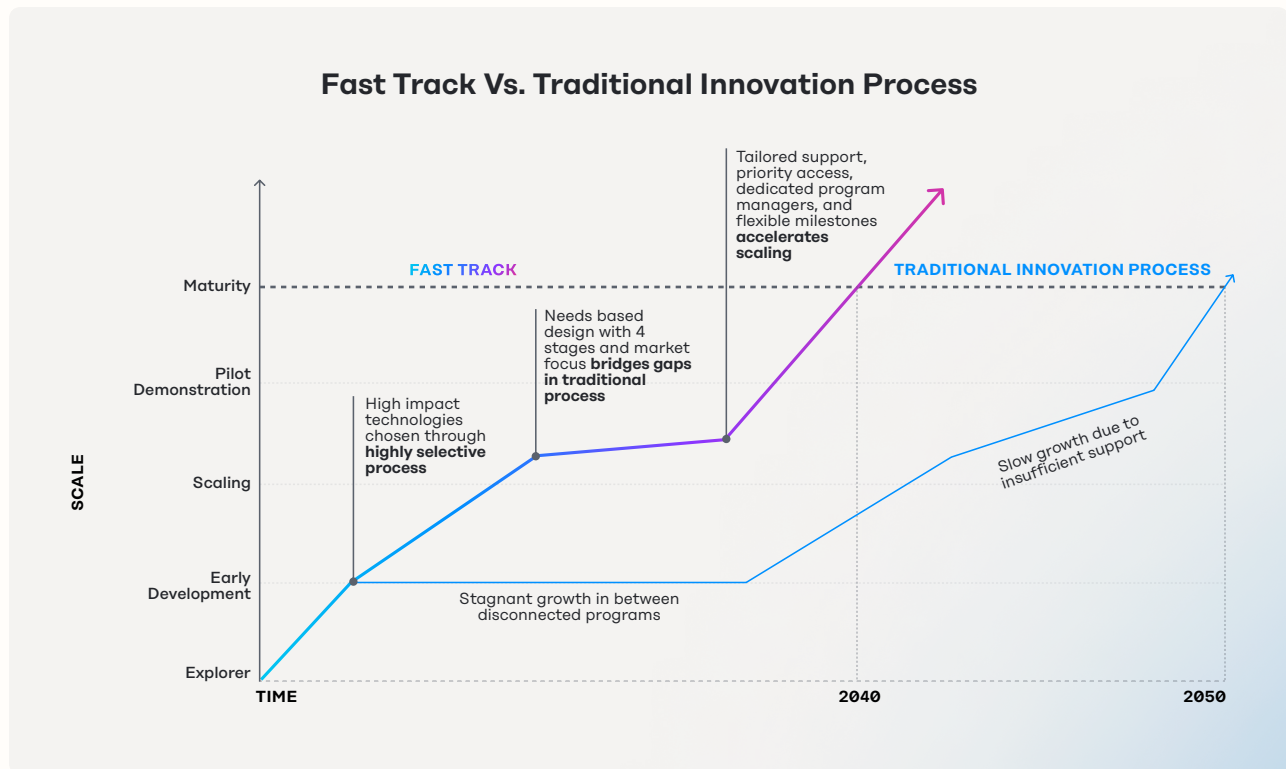 Fast Track Vs. Traditional Innovation Process
Tailored support,
priority access,
dedicated program
managers, and
flexible milestones
accelerates
scaling
FAST TRACK
TRADITIONAL INNOVATION PROCESS
Maturity
Needs based
design with 4
stages and market
focus bridges gaps
in traditional
process
Pilot
Demonstration
High impact
technologies
chosen through
highly selective
process
Slow growth due to
insufficient support
SCALE
Scaling
Early
Development
Stagnant growth in between
disconnected programs
Explorer
TIME
2040
2050